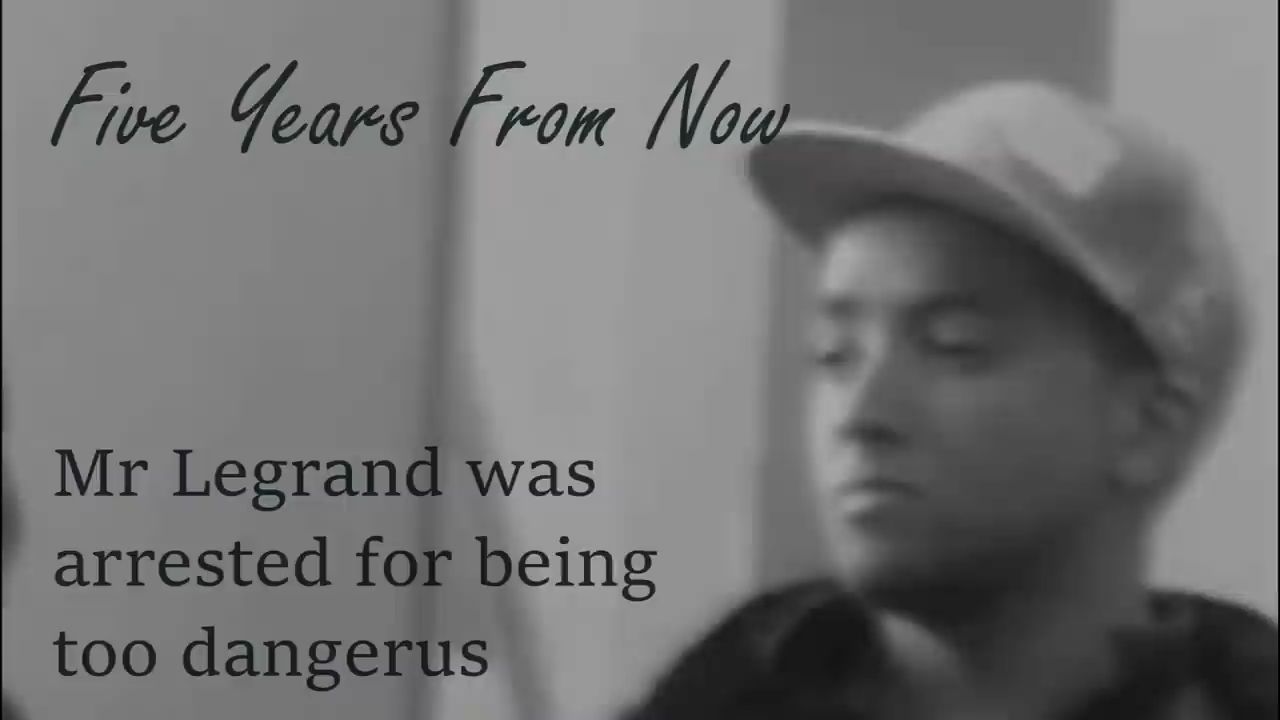 Five Years From Now
Mr Legrand was
arrested for being
too dangerus